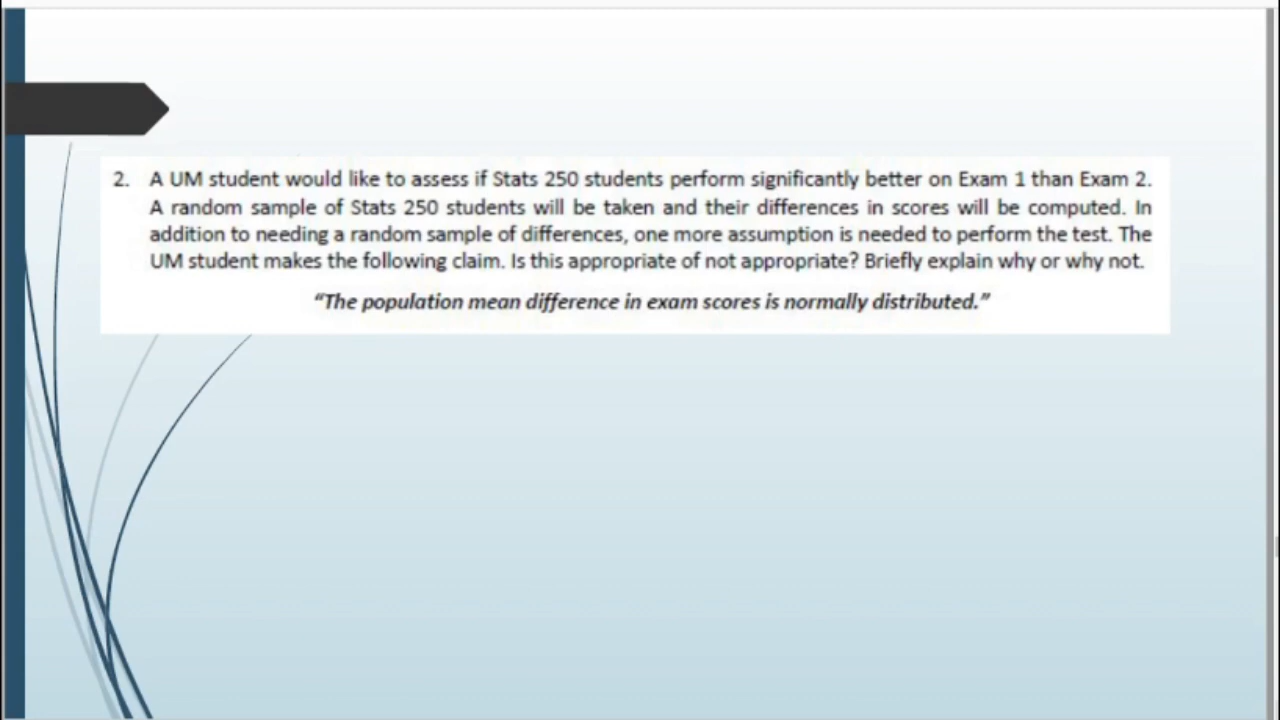 2. A UM student would like to assess if Stats 250 students perform significantly better on Exam 1 than Exam 2.
A random sample of Stats 250 students will be taken and their differences in scores will be computed. In
addition to needing a random sample of differences, one more assumption is needed to perform the test. The
UM student makes the following claim. Is this appropriate of not appropriate? Briefly explain why or why not.
“The population mean difference in exam scores is normally distributed.”